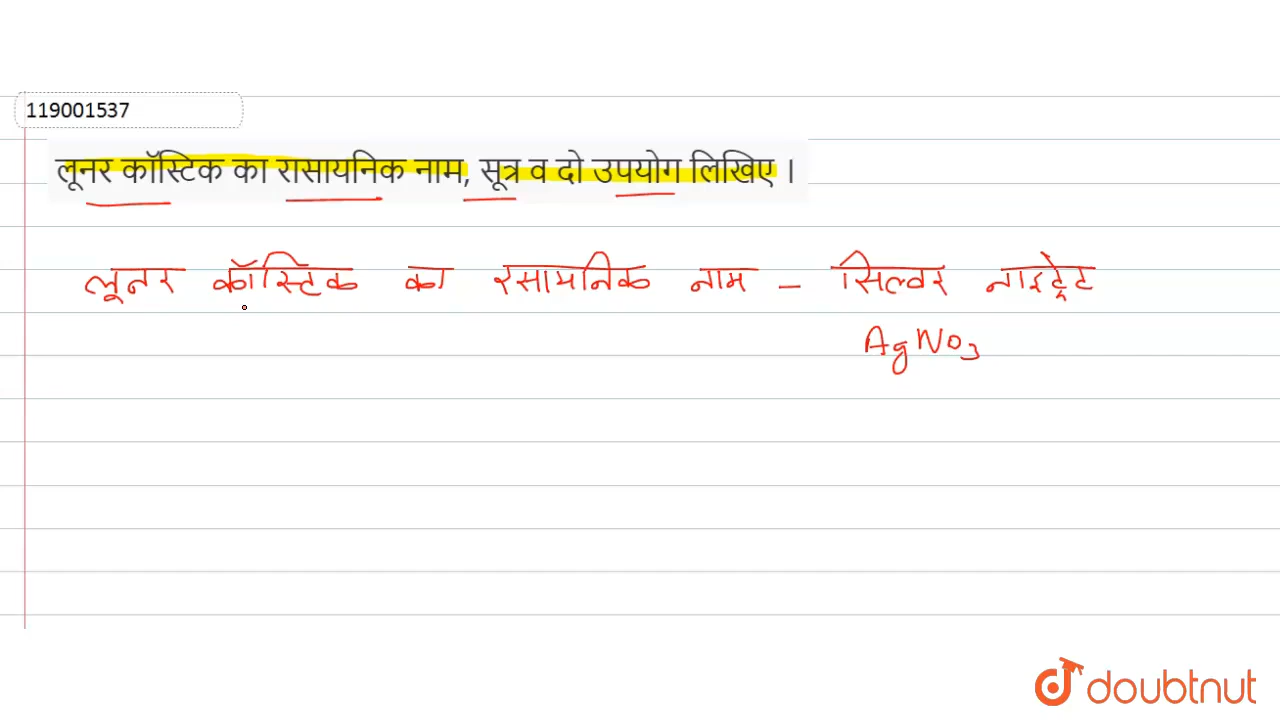 119001537
लूनर कॉस्टिक का रासायनिक नाम, सूत्र व दो उपयोग लिखिए ।
लूनर कॉस्टिक का रसायनिक नाम - सिल्वर नाइट्रेट
AgNO3
doubtnut